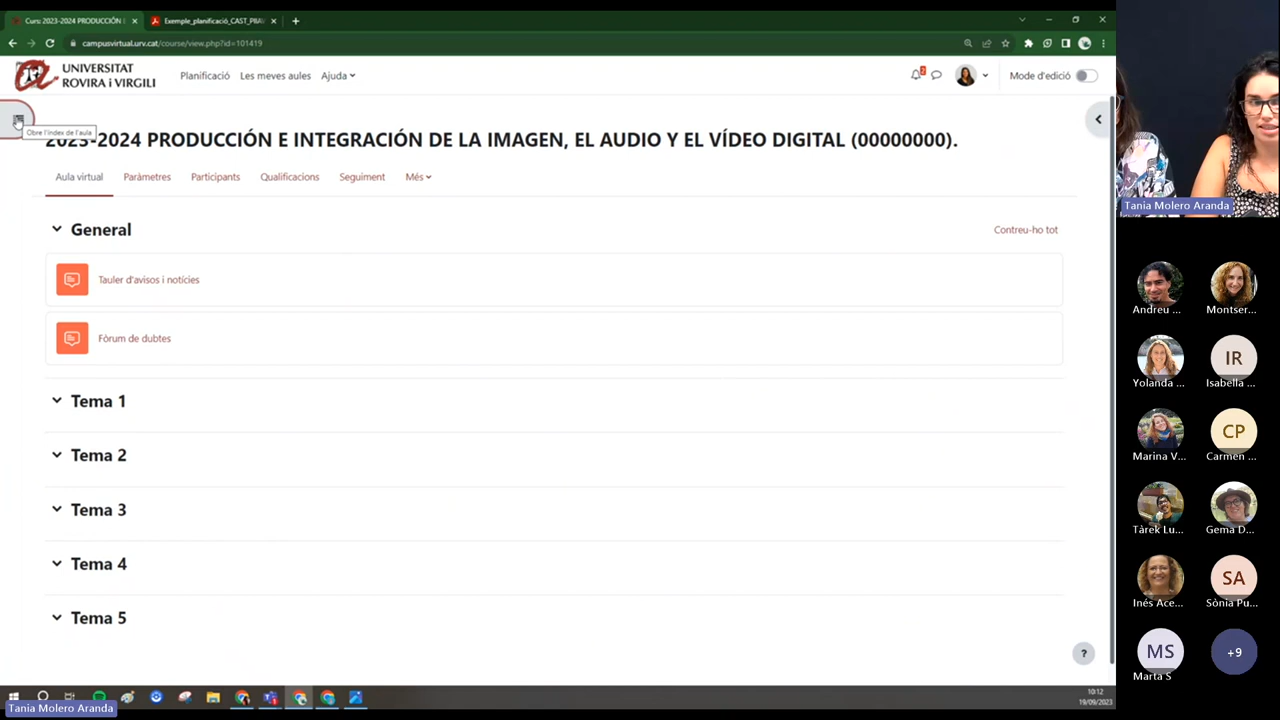 Curs: 2023-2024 PRODUCCIÓN I
Exemple_planificació_CAST_PIIAV
campusvirtual.urv.cat/course/view.php?id=101419
UNIVERSITAT
ROVIRA i VIRGILI
Planificació
Les meves aules
Ajuda
2
Mode d'edició
Obre l'índex de l'aula
2023-2024 PRODUCCIÓN E INTEGRACIÓN DE LA IMAGEN, EL AUDIO Y EL VÍDEO DIGITAL (00000000).
Aula virtual
Paràmetres
Participants
Qualificacions
Seguiment
Més
General
Contreu-ho tot
Tauler d'avisos i notícies
Fòrum de dubtes
Tema 1
Tema 2
Tema 3
Tema 4
Tema 5
?
10:12
19/09/2023
Tania Molero Aranda
Tania Molero Aranda
Andreu ...
Montser...
Yolanda ...
IR
Isabella ...
Marina V...
CP
Carmen ...
Tàrek Lu...
Gema D...
Inés Ace...
SA
Sònia Pu...
MS
Marta S
+9